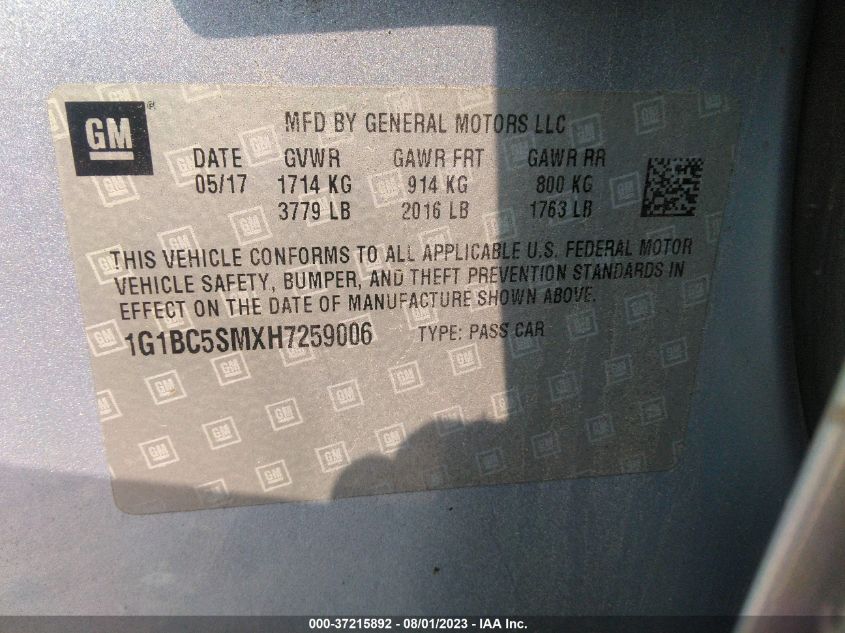 GM ®
MFD BY GENERAL MOTORS LLC
DATE GVWR GAWR FRT GAWR RR
05/17 1714 KG 914 KG 800 KG
3779 LB 2016 LB 1763 LB
THIS VEHICLE CONFORMS TO ALL APPLICABLE U.S. FEDERAL MOTOR
VEHICLE SAFETY, BUMPER, AND THEFT PREVENTION STANDARDS IN
EFFECT ON THE DATE OF MANUFACTURE SHOWN ABOVE.
1G1BC5SMXH7259006 TYPE: PASS CAR
000-37215892 - 08/01/2023 - IAA Inc.